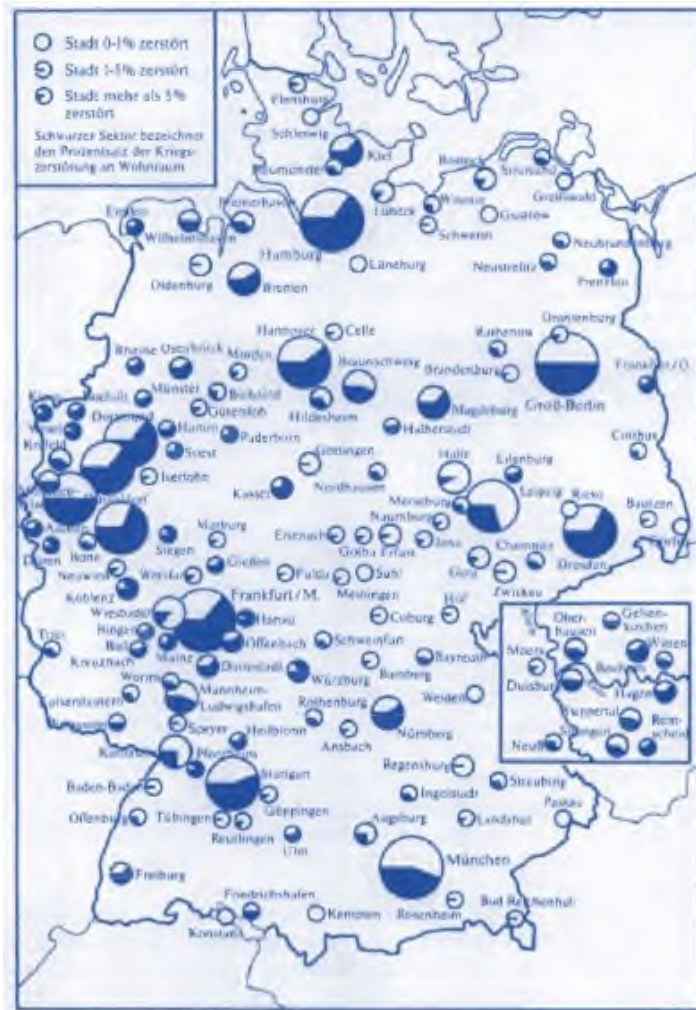 Stadt 0-1% zerstört
Stadt 1-5% zerstört
Stadt mehr als 5%
zerstört
Schwarzer Sektor bezeichnet
den Prozentsatz der Kriegs-
zerstörung an Wohnraum
Flensburg
Schleswig
Kiel
Rostock
Stralsund
Greifswald
Wismar
Lübeck
Güstrow
Schwerin
Emden
Wilhelmshaven
Bremerhaven
Hamburg
Neubrandenburg
Neustrelitz
Prenzlau
Oldenburg
Bremen
Lüneburg
Oranienburg
Rathenow
Hannover
Celle
Rheine
Osnabrück
Minden
Braunschweig
Brandenburg
Groß-Berlin
Frankfurt/O.
Münster
Bielefeld
Gütersloh
Hildesheim
Magdeburg
Dortmund
Hamm
Paderborn
Halberstadt
Cottbus
Krefeld
Soest
Göttingen
Halle
Eilenburg
Iserlohn
Kassel
Nordhausen
Merseburg
Leipzig
Riesa
Bautzen
Görlitz
Aachen
Naumburg
Düren
Bonn
Siegen
Marburg
Eisenach
Gotha
Erfurt
Jena
Chemnitz
Dresden
Neuwied
Wetzlar
Gießen
Fulda
Suhl
Meiningen
Gera
Zwickau
Koblenz
Frankfurt/M.
Hof
Wiesbaden
Hanau
Coburg
Trier
Bingen
Bad
Kreuznach
Mainz
Offenbach
Schweinfurt
Darmstadt
Würzburg
Bamberg
Bayreuth
Worms
Kaiserslautern
Mannheim-
Ludwigshafen
Rothenburg
Weiden
Speyer
Heilbronn
Ansbach
Nürnberg
Karlsruhe
Pforzheim
Regensburg
Baden-Baden
Stuttgart
Straubing
Göppingen
Ingolstadt
Passau
Offenburg
Tübingen
Reutlingen
Ulm
Augsburg
Landshut
München
Freiburg
Friedrichshafen
Konstanz
Kempten
Rosenheim
Bad Reichenhall
Ober-
hausen
Gelsen-
kirchen
Witten
Moers
Bochum
Duisburg
Hagen
Wuppertal
Rem-
scheid
Solingen
Neuß